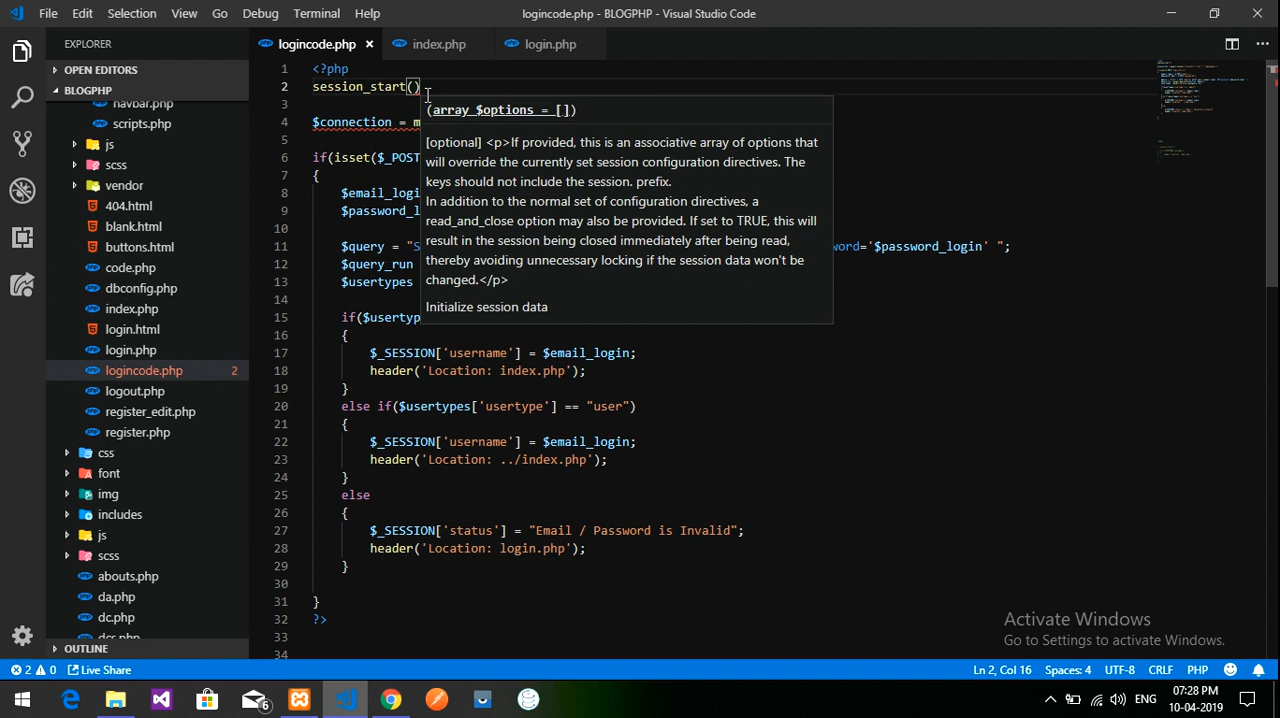 File Edit Selection View Go Debug Terminal Help
logincode.php - BLOGPHP - Visual Studio Code
EXPLORER
logincode.php ×
index.php
login.php
OPEN EDITORS
BLOGPHP
navbar.php
scripts.php
js
scss
vendor
404.html
blank.html
buttons.html
code.php
dbconfig.php
index.php
login.html
login.php
logincode.php 2
logout.php
register_edit.php
register.php
css
font
img
includes
js
scss
abouts.php
da.php
dc.php
dcs.php
OUTLINE
1 <?php
2 session_start()
3
4 $connection = m
5
6 if(isset($_POST
7 {
8 $email_logi
9 $password_l
10
11 $query = "S word='$password_login' ";
12 $query_run
13 $usertypes
14
15 if($usertyp
16 {
17 $_SESSION['username'] = $email_login;
18 header('Location: index.php');
19 }
20 else if($usertypes['usertype'] == "user")
21 {
22 $_SESSION['username'] = $email_login;
23 header('Location: ../index.php');
24 }
25 else
26 {
27 $_SESSION['status'] = "Email / Password is Invalid";
28 header('Location: login.php');
29 }
30
31 }
32 ?>
33
34
(array $options = [])
[optional] <p>If provided, this is an associative array of options that
will override the currently set session configuration directives. The
keys should not include the session. prefix.
In addition to the normal set of configuration directives, a
read_and_close option may also be provided. If set to TRUE, this will
result in the session being closed immediately after being read,
thereby avoiding unnecessary locking if the session data won't be
changed.</p>
Initialize session data
Activate Windows
Go to Settings to activate Windows.
2 0 Live Share
Ln 2, Col 16 Spaces: 4 UTF-8 CRLF PHP
6
ENG
07:28 PM
10-04-2019